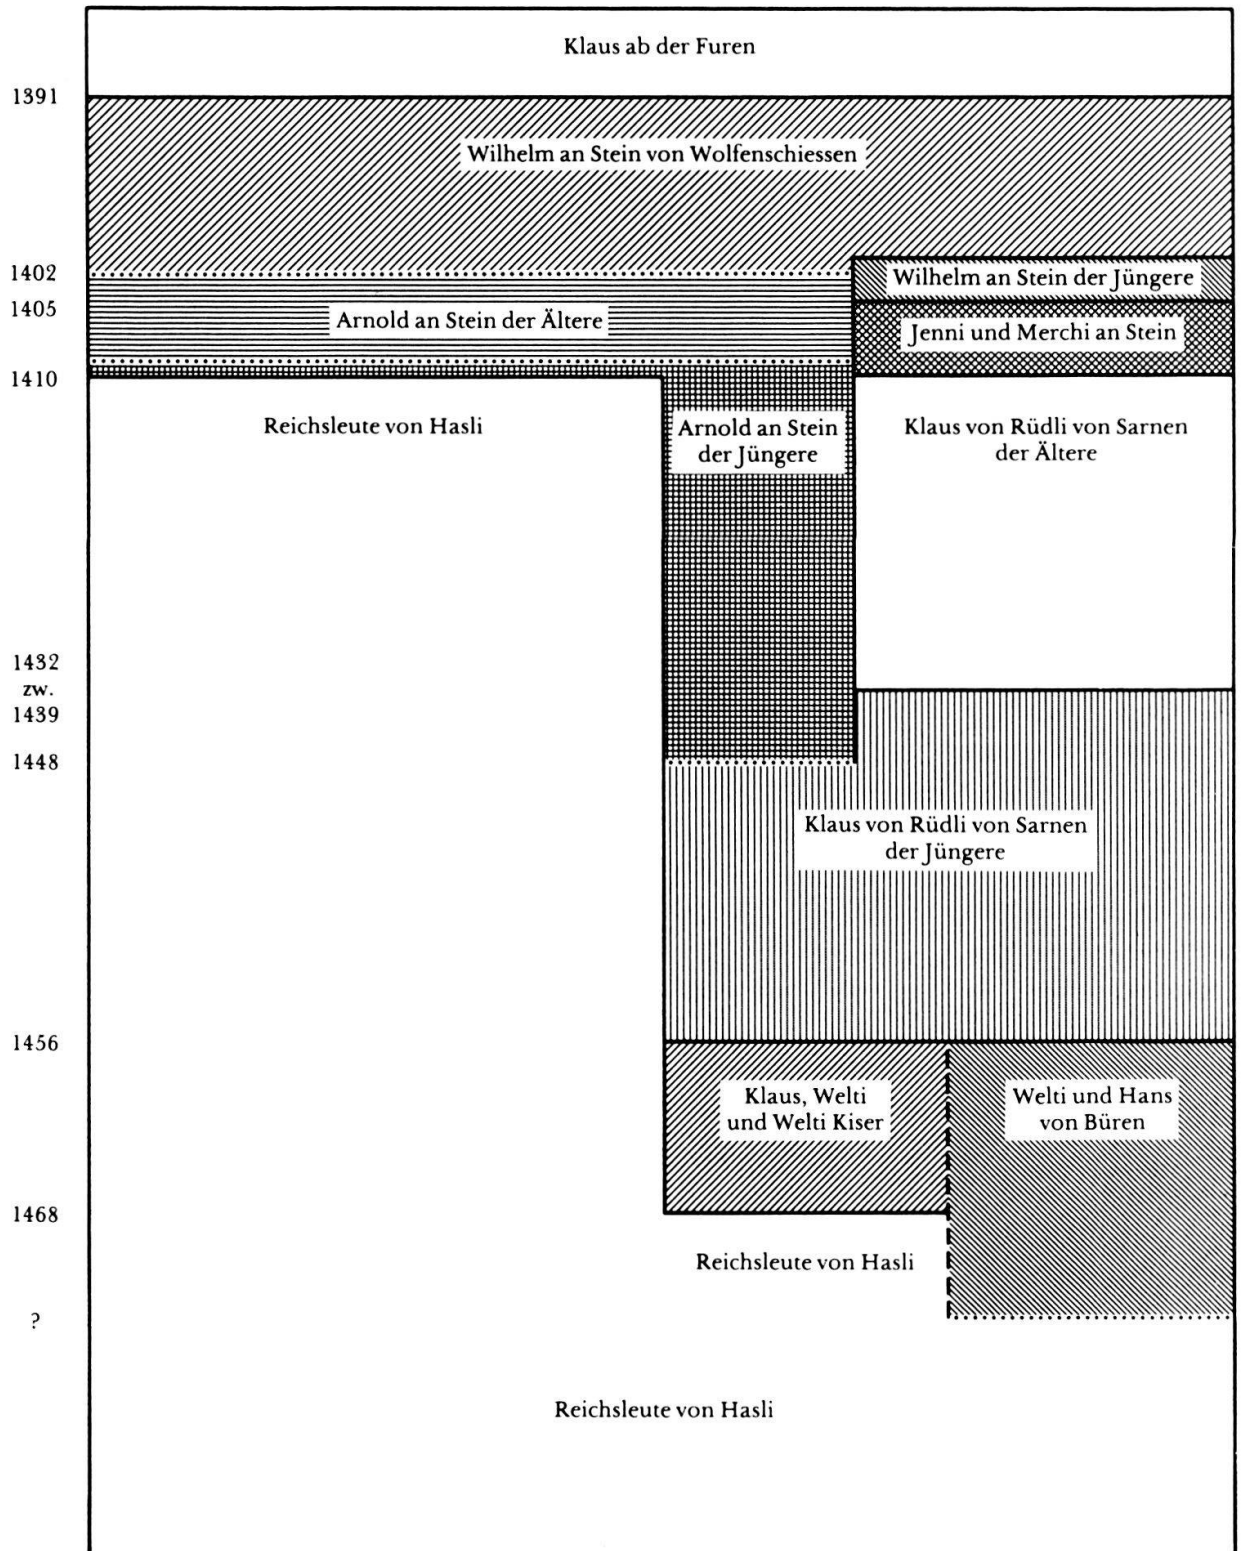 Klaus ab der Furen
1391
Wilhelm an Stein von Wolfenschiessen
1402
Wilhelm an Stein der Jüngere
1405
Arnold an Stein der Ältere
Jenni und Merchi an Stein
1410
Reichsleute von Hasli
Arnold an Stein
der Jüngere
Klaus von Rüdli von Sarnen
der Ältere
1432
zw.
1439
1448
Klaus von Rüdli von Sarnen
der Jüngere
1456
Klaus, Welti
und Welti Kiser
Welti und Hans
von Büren
1468
Reichsleute von Hasli
?
Reichsleute von Hasli